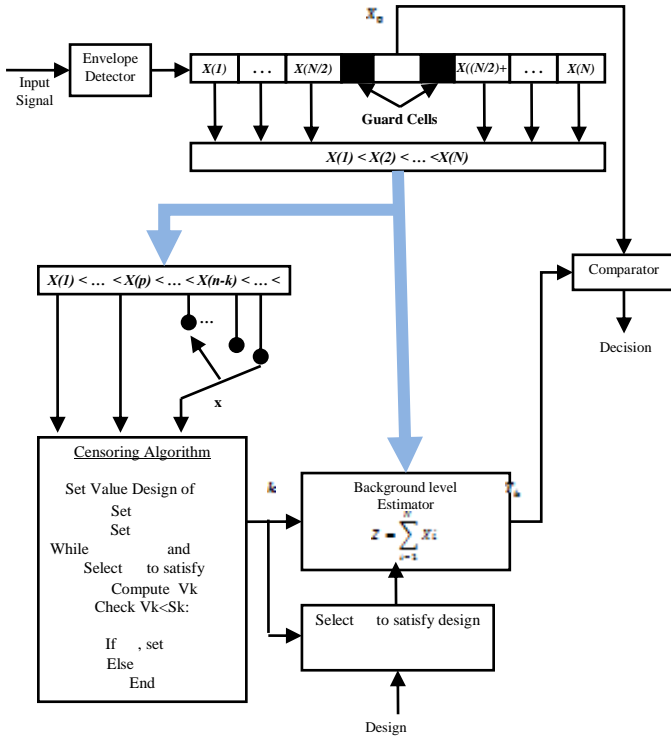 X₀
Envelope
Detector
Input
Signal
X(1) ... X(N/2) X((N/2)+ ... X(N)
Guard Cells
X(1) < X(2) < ... <X(N)
X(1) < ... < X(p) < ... < X(n-k) < ... <
...
x
Comparator
Decision
Censoring Algorithm
Set Value Design of
Set
Set
While and
Select to satisfy
Compute Vk
Check Vk<Sk:
If , set
Else
End
k
Background level
Estimator
Select to satisfy design
Design